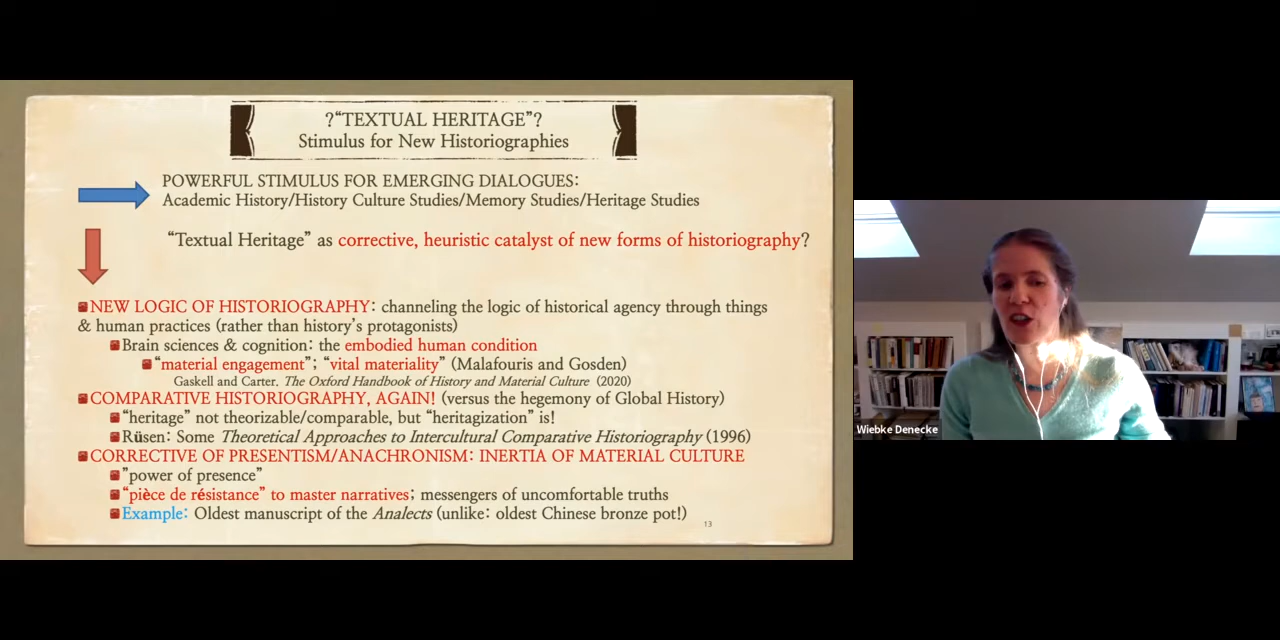 ?“TEXTUAL HERITAGE”?
Stimulus for New Historiographies
POWERFUL STIMULUS FOR EMERGING DIALOGUES:
Academic History/History Culture Studies/Memory Studies/Heritage Studies
“Textual Heritage” as corrective, heuristic catalyst of new forms of historiography?
NEW LOGIC OF HISTORIOGRAPHY: channeling the logic of historical agency through things
& human practices (rather than history’s protagonists)
Brain sciences & cognition: the embodied human condition
“material engagement”; “vital materiality” (Malafouris and Gosden)
Gaskell and Carter. The Oxford Handbook of History and Material Culture (2020)
COMPARATIVE HISTORIOGRAPHY, AGAIN! (versus the hegemony of Global History)
“heritage” not theorizable/comparable, but “heritagization” is!
Rüsen: Some Theoretical Approaches to Intercultural Comparative Historiography (1996)
CORRECTIVE OF PRESENTISM/ANACHRONISM: INERTIA OF MATERIAL CULTURE
”power of presence”
“pièce de résistance” to master narratives; messengers of uncomfortable truths
Example: Oldest manuscript of the Analects (unlike: oldest Chinese bronze pot!)
13
Wiebke Denecke